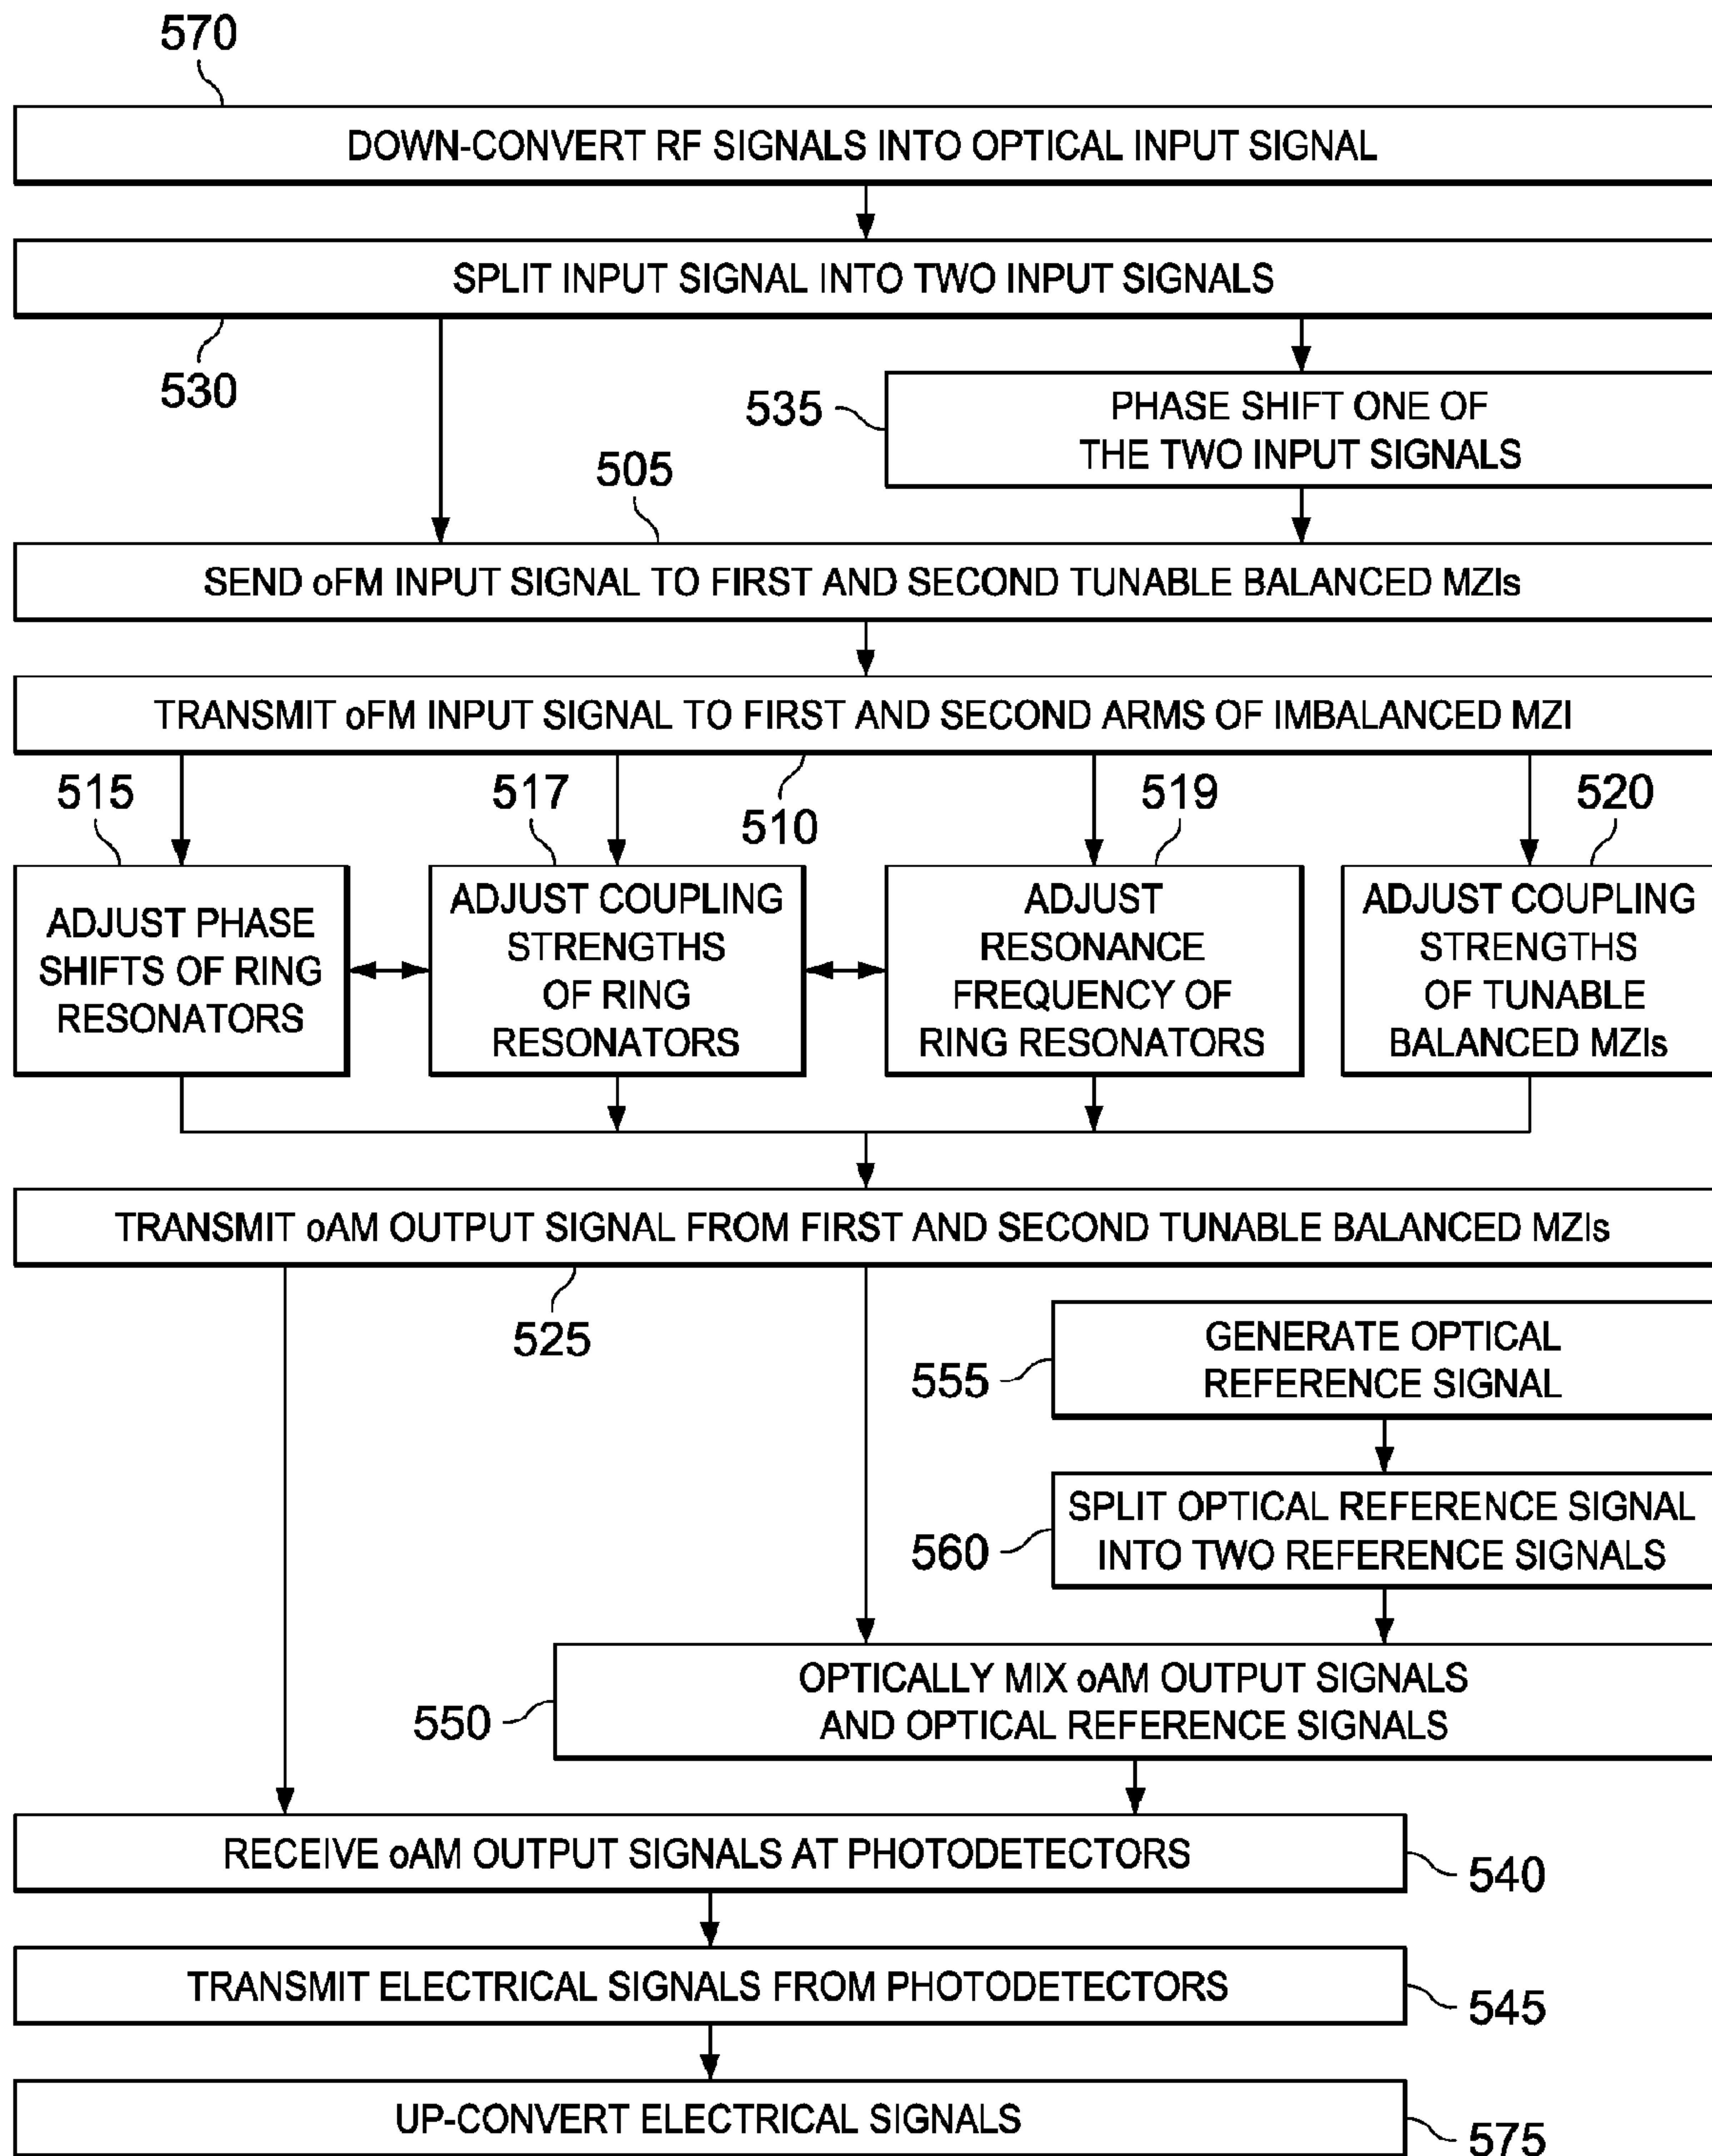 570
DOWN-CONVERT RF SIGNALS INTO OPTICAL INPUT SIGNAL
SPLIT INPUT SIGNAL INTO TWO INPUT SIGNALS
530
535
PHASE SHIFT ONE OF
THE TWO INPUT SIGNALS
505
SEND oFM INPUT SIGNAL TO FIRST AND SECOND TUNABLE BALANCED MZIs
TRANSMIT oFM INPUT SIGNAL TO FIRST AND SECOND ARMS OF IMBALANCED MZI
515
517
510
519
520
ADJUST PHASE
SHIFTS OF RING
RESONATORS
ADJUST COUPLING
STRENGTHS
OF RING
RESONATORS
ADJUST
RESONANCE
FREQUENCY OF
RING RESONATORS
ADJUST COUPLING
STRENGTHS
OF TUNABLE
BALANCED MZIs
TRANSMIT oAM OUTPUT SIGNAL FROM FIRST AND SECOND TUNABLE BALANCED MZIs
525
555
GENERATE OPTICAL
REFERENCE SIGNAL
560
SPLIT OPTICAL REFERENCE SIGNAL
INTO TWO REFERENCE SIGNALS
550
OPTICALLY MIX oAM OUTPUT SIGNALS
AND OPTICAL REFERENCE SIGNALS
RECEIVE oAM OUTPUT SIGNALS AT PHOTODETECTORS
540
TRANSMIT ELECTRICAL SIGNALS FROM PHOTODETECTORS
545
UP-CONVERT ELECTRICAL SIGNALS
575